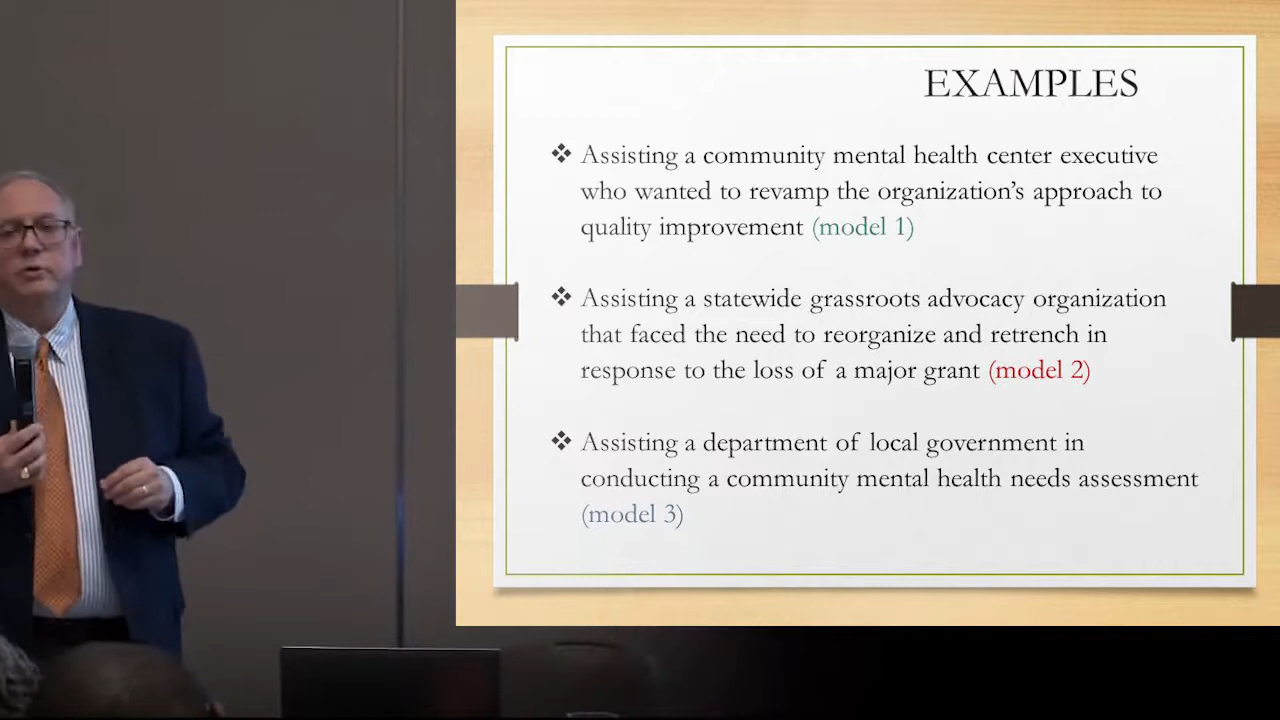 EXAMPLES
❖ Assisting a community mental health center executive
who wanted to revamp the organization’s approach to
quality improvement (model 1)
❖ Assisting a statewide grassroots advocacy organization
that faced the need to reorganize and retrench in
response to the loss of a major grant (model 2)
❖ Assisting a department of local government in
conducting a community mental health needs assessment
(model 3)